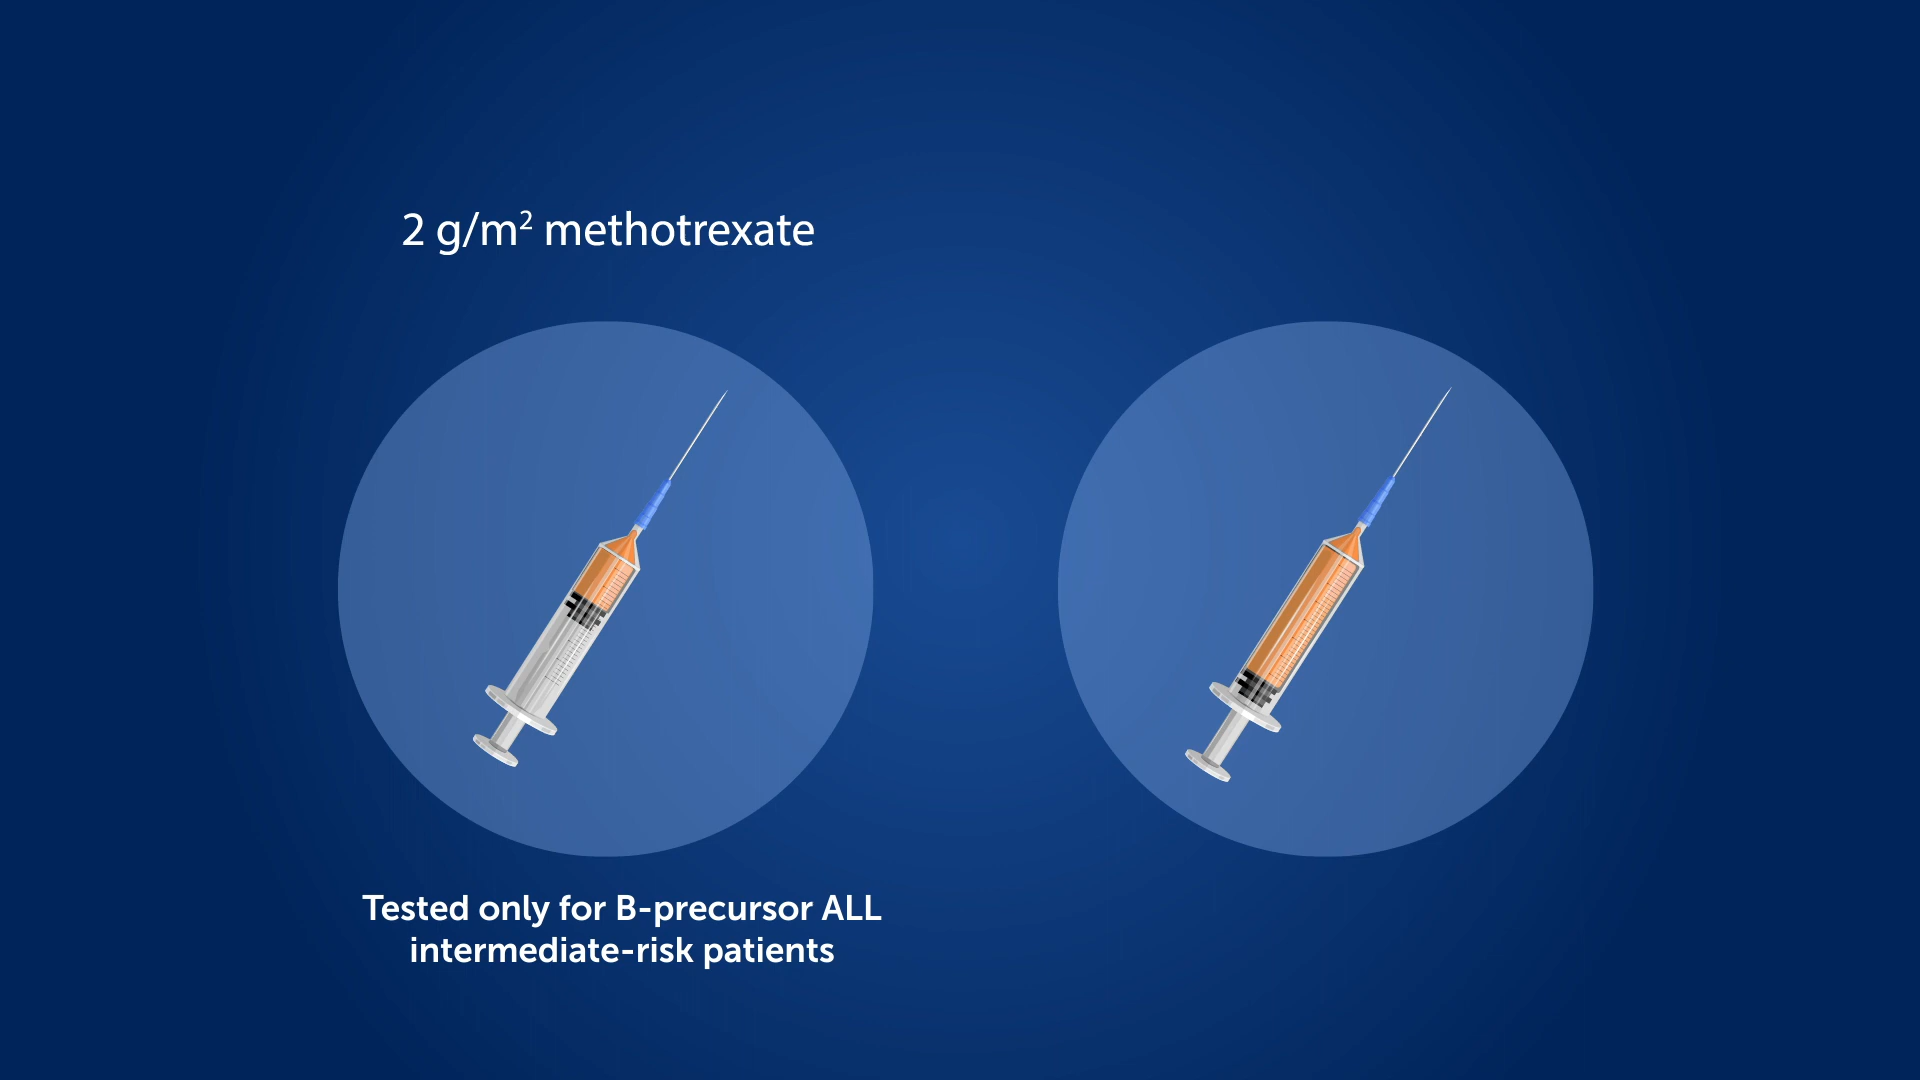 2 g/m² methotrexate
Tested only for B-precursor ALL
intermediate-risk patients